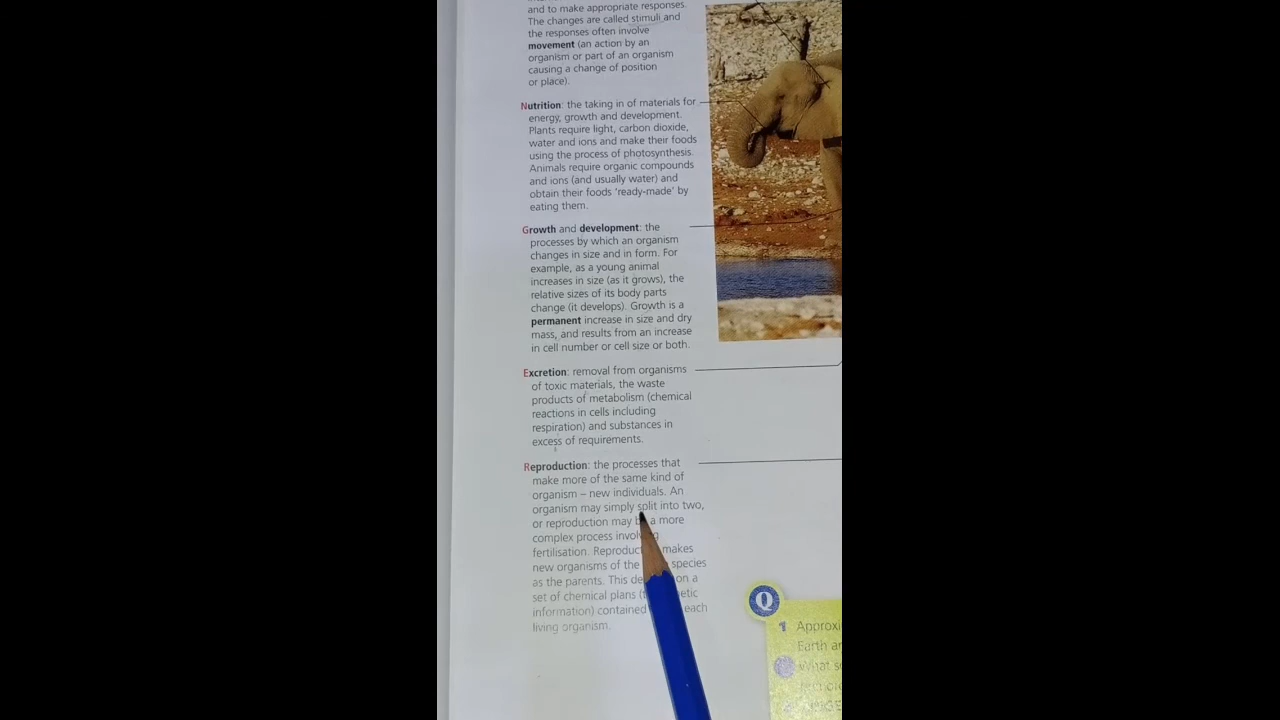 and to make appropriate responses.
The changes are called stimuli and
the responses often involve
movement (an action by an
organism or part of an organism
causing a change of position
or place).
Nutrition: the taking in of materials for
energy, growth and development.
Plants require light, carbon dioxide,
water and ions and make their foods
using the process of photosynthesis.
Animals require organic compounds
and ions (and usually water) and
obtain their foods 'ready-made' by
eating them.
Growth and development: the
processes by which an organism
changes in size and in form. For
example, as a young animal
increases in size (as it grows), the
relative sizes of its body parts
change (it develops). Growth is a
permanent increase in size and dry
mass, and results from an increase
in cell number or cell size or both.
Excretion: removal from organisms
of toxic materials, the waste
products of metabolism (chemical
reactions in cells including
respiration) and substances in
excess of requirements.
Reproduction: the processes that
make more of the same kind of
organism – new individuals. An
organism may simply split into two,
or reproduction may a more
complex process
fertilisation. makes
new organisms of the species
as the parents. This on a
set of chemical plans
information) contained each
living organism.
Q
1 Approxi
Earth ar
What s